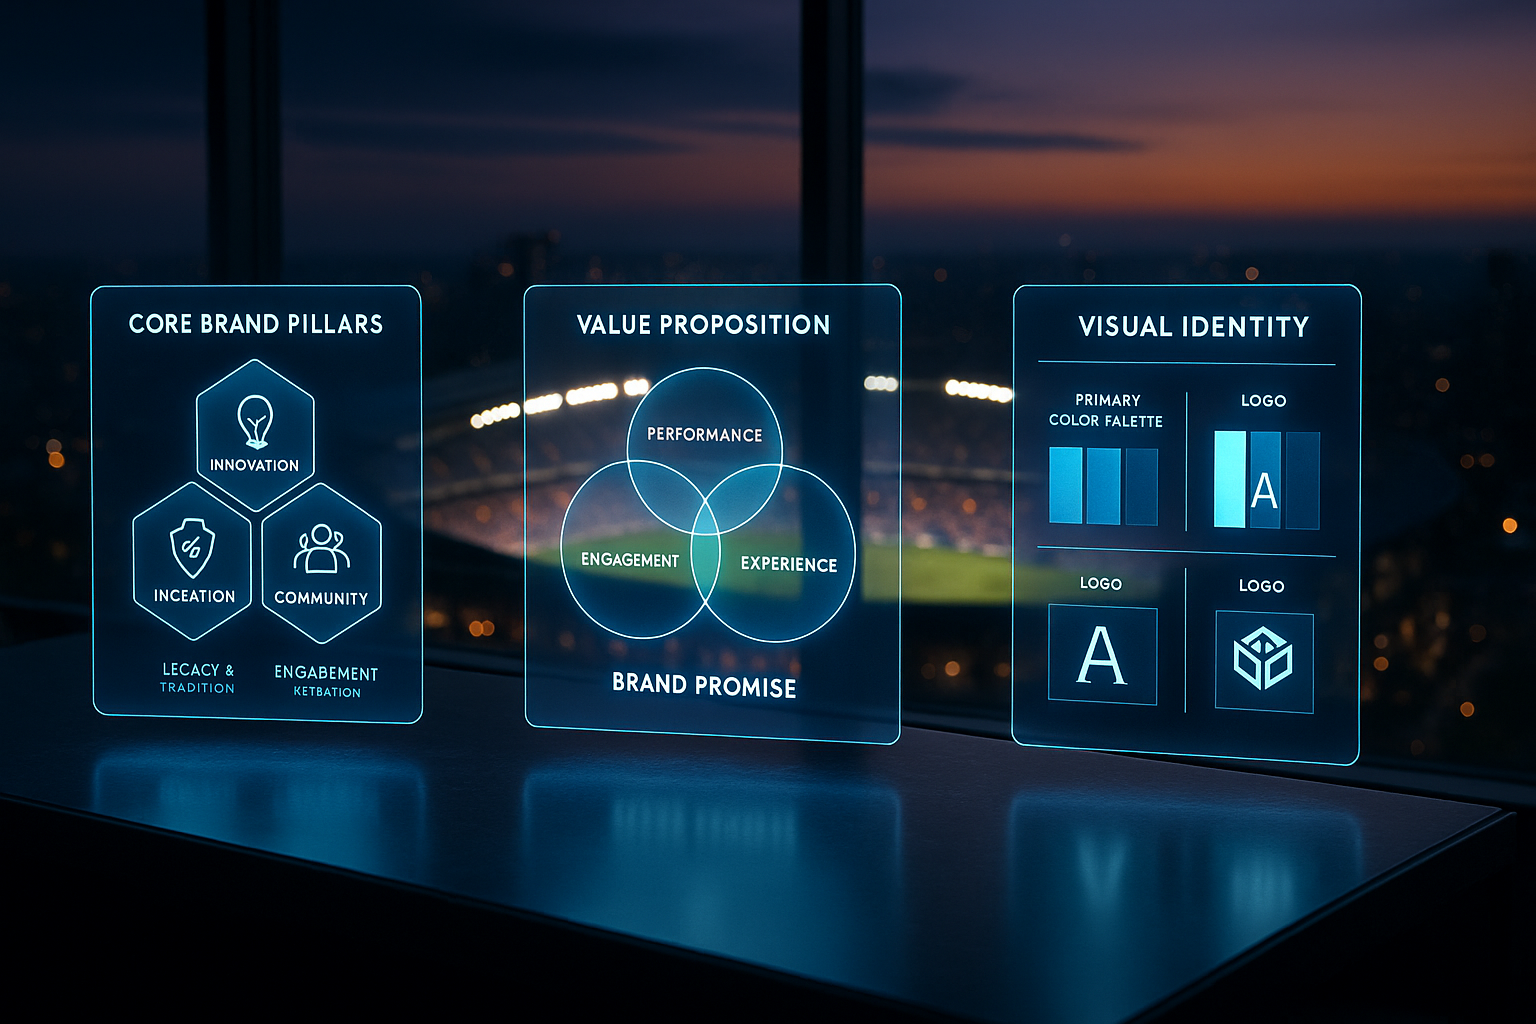 CORE BRAND PILLARS
INNOVATION
INCEATION
COMMUNITY
LECACY &
TRADITION
ENGABEMENT
KETBATION
VALUE PROPOSITION
PERFORMANCE
ENGAGEMENT
EXPERIENCE
BRAND PROMISE
VISUAL IDENTITY
PRIMARY
COLOR PALETTE
LOGO
A
LOGO
A
LOGO